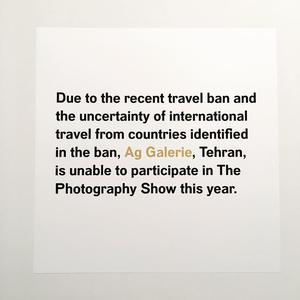 Due to the recent travel ban and
the uncertainty of international
travel from countries identified
in the ban, Ag Galerie, Tehran,
is unable to participate in The
Photography Show this year.